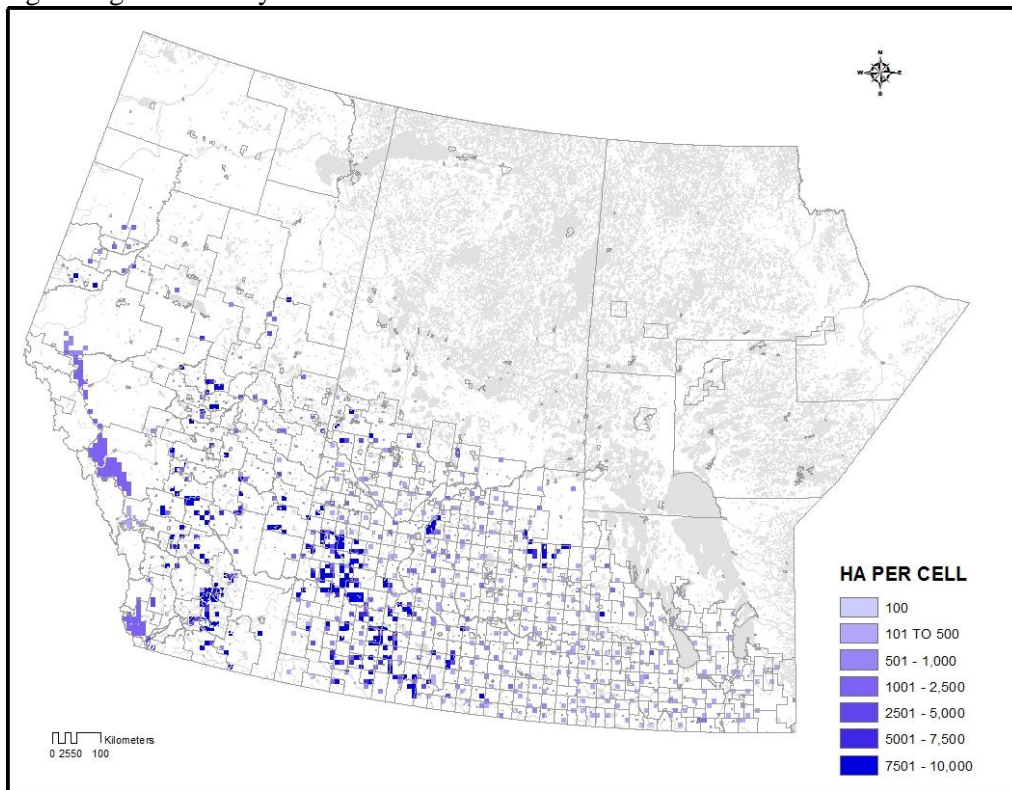 N
W E
S
HA PER CELL
100
101 TO 500
501 - 1,000
1001 - 2,500
2501 - 5,000
5001 - 7,500
7501 - 10,000
Kilometers
0 2550 100